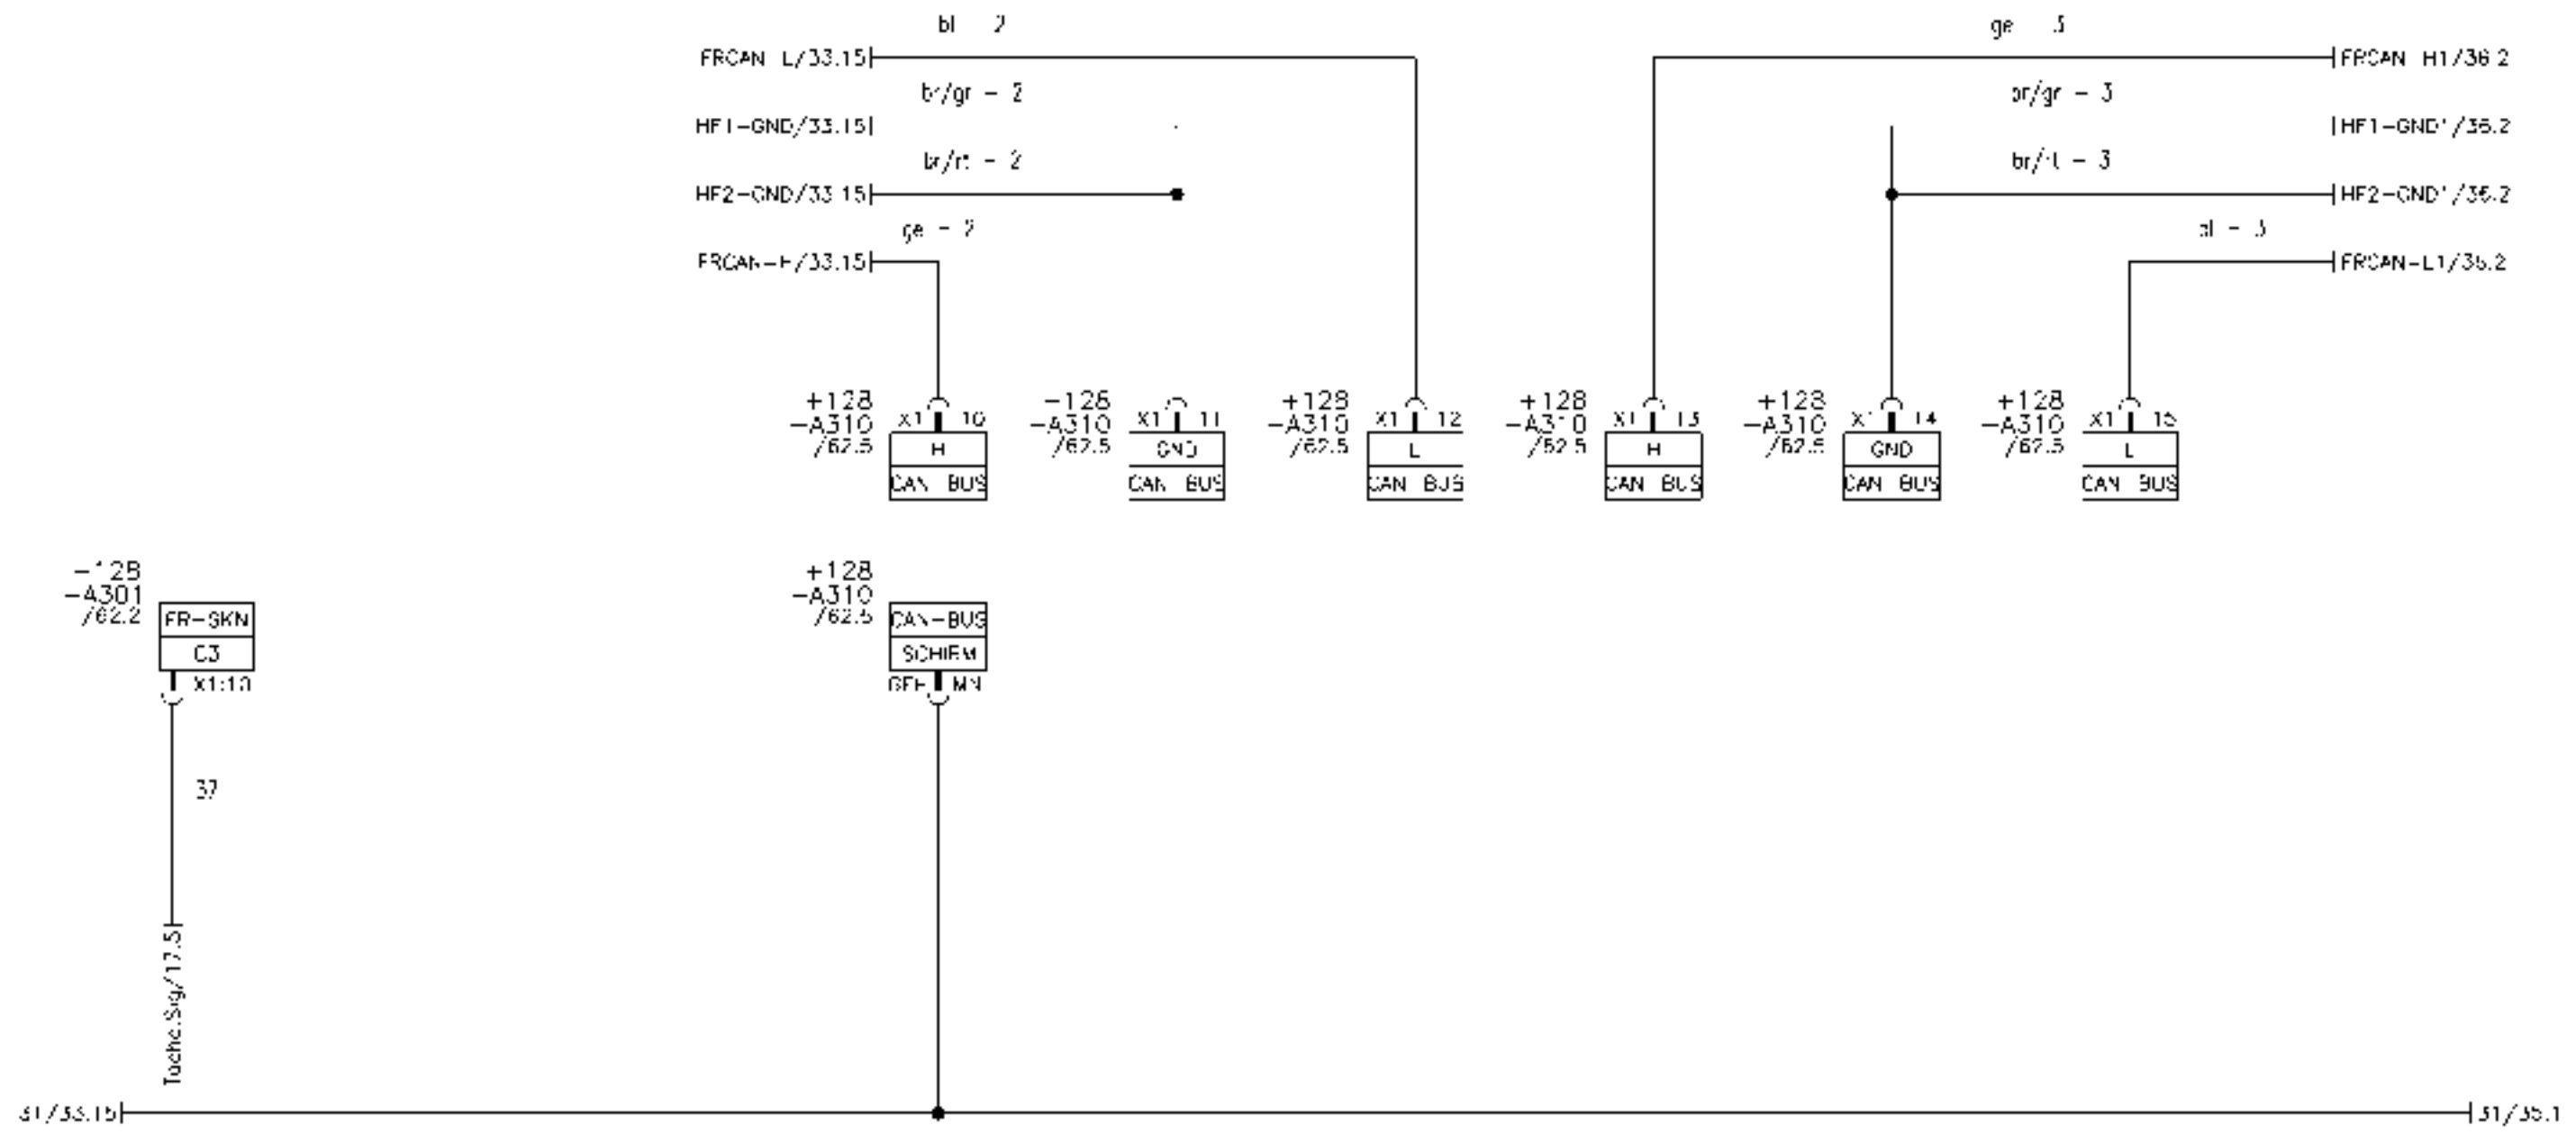 bl 2
FRCAN L/33.15
br/gr - 2
HF1-GND/33.15
br/rt - 2
HF2-GND/33.15
ge - 2
FRCAN-H/33.15
ge 3
FRCAN H1/36.2
br/gr - 3
HF1-GND1/36.2
br/rt - 3
HF2-GND1/36.2
bl - 3
FRCAN-L1/36.2
+128
-A310
/62.5
X1 10
H
CAN BUS
-128
-A310
/62.5
X1 11
GND
CAN BUS
+128
-A310
/62.5
X1 12
L
CAN BUS
+128
-A310
/62.5
X1 13
H
CAN BUS
+128
-A310
/62.5
X1 14
GND
CAN BUS
+128
-A310
/62.5
X1 15
L
CAN BUS
-128
-A301
/62.2
FR-SKN
C3
37
+128
-A310
/62.5
CAN-BUS
SCHIRM
Tacho.Sig/17.5
31/33.15
31/35.1